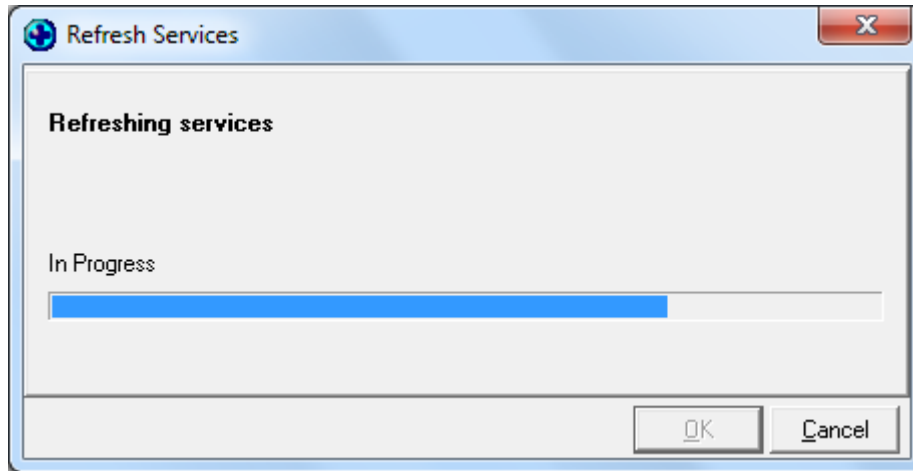 Refresh Services
Refreshing services
In Progress
OK
Cancel